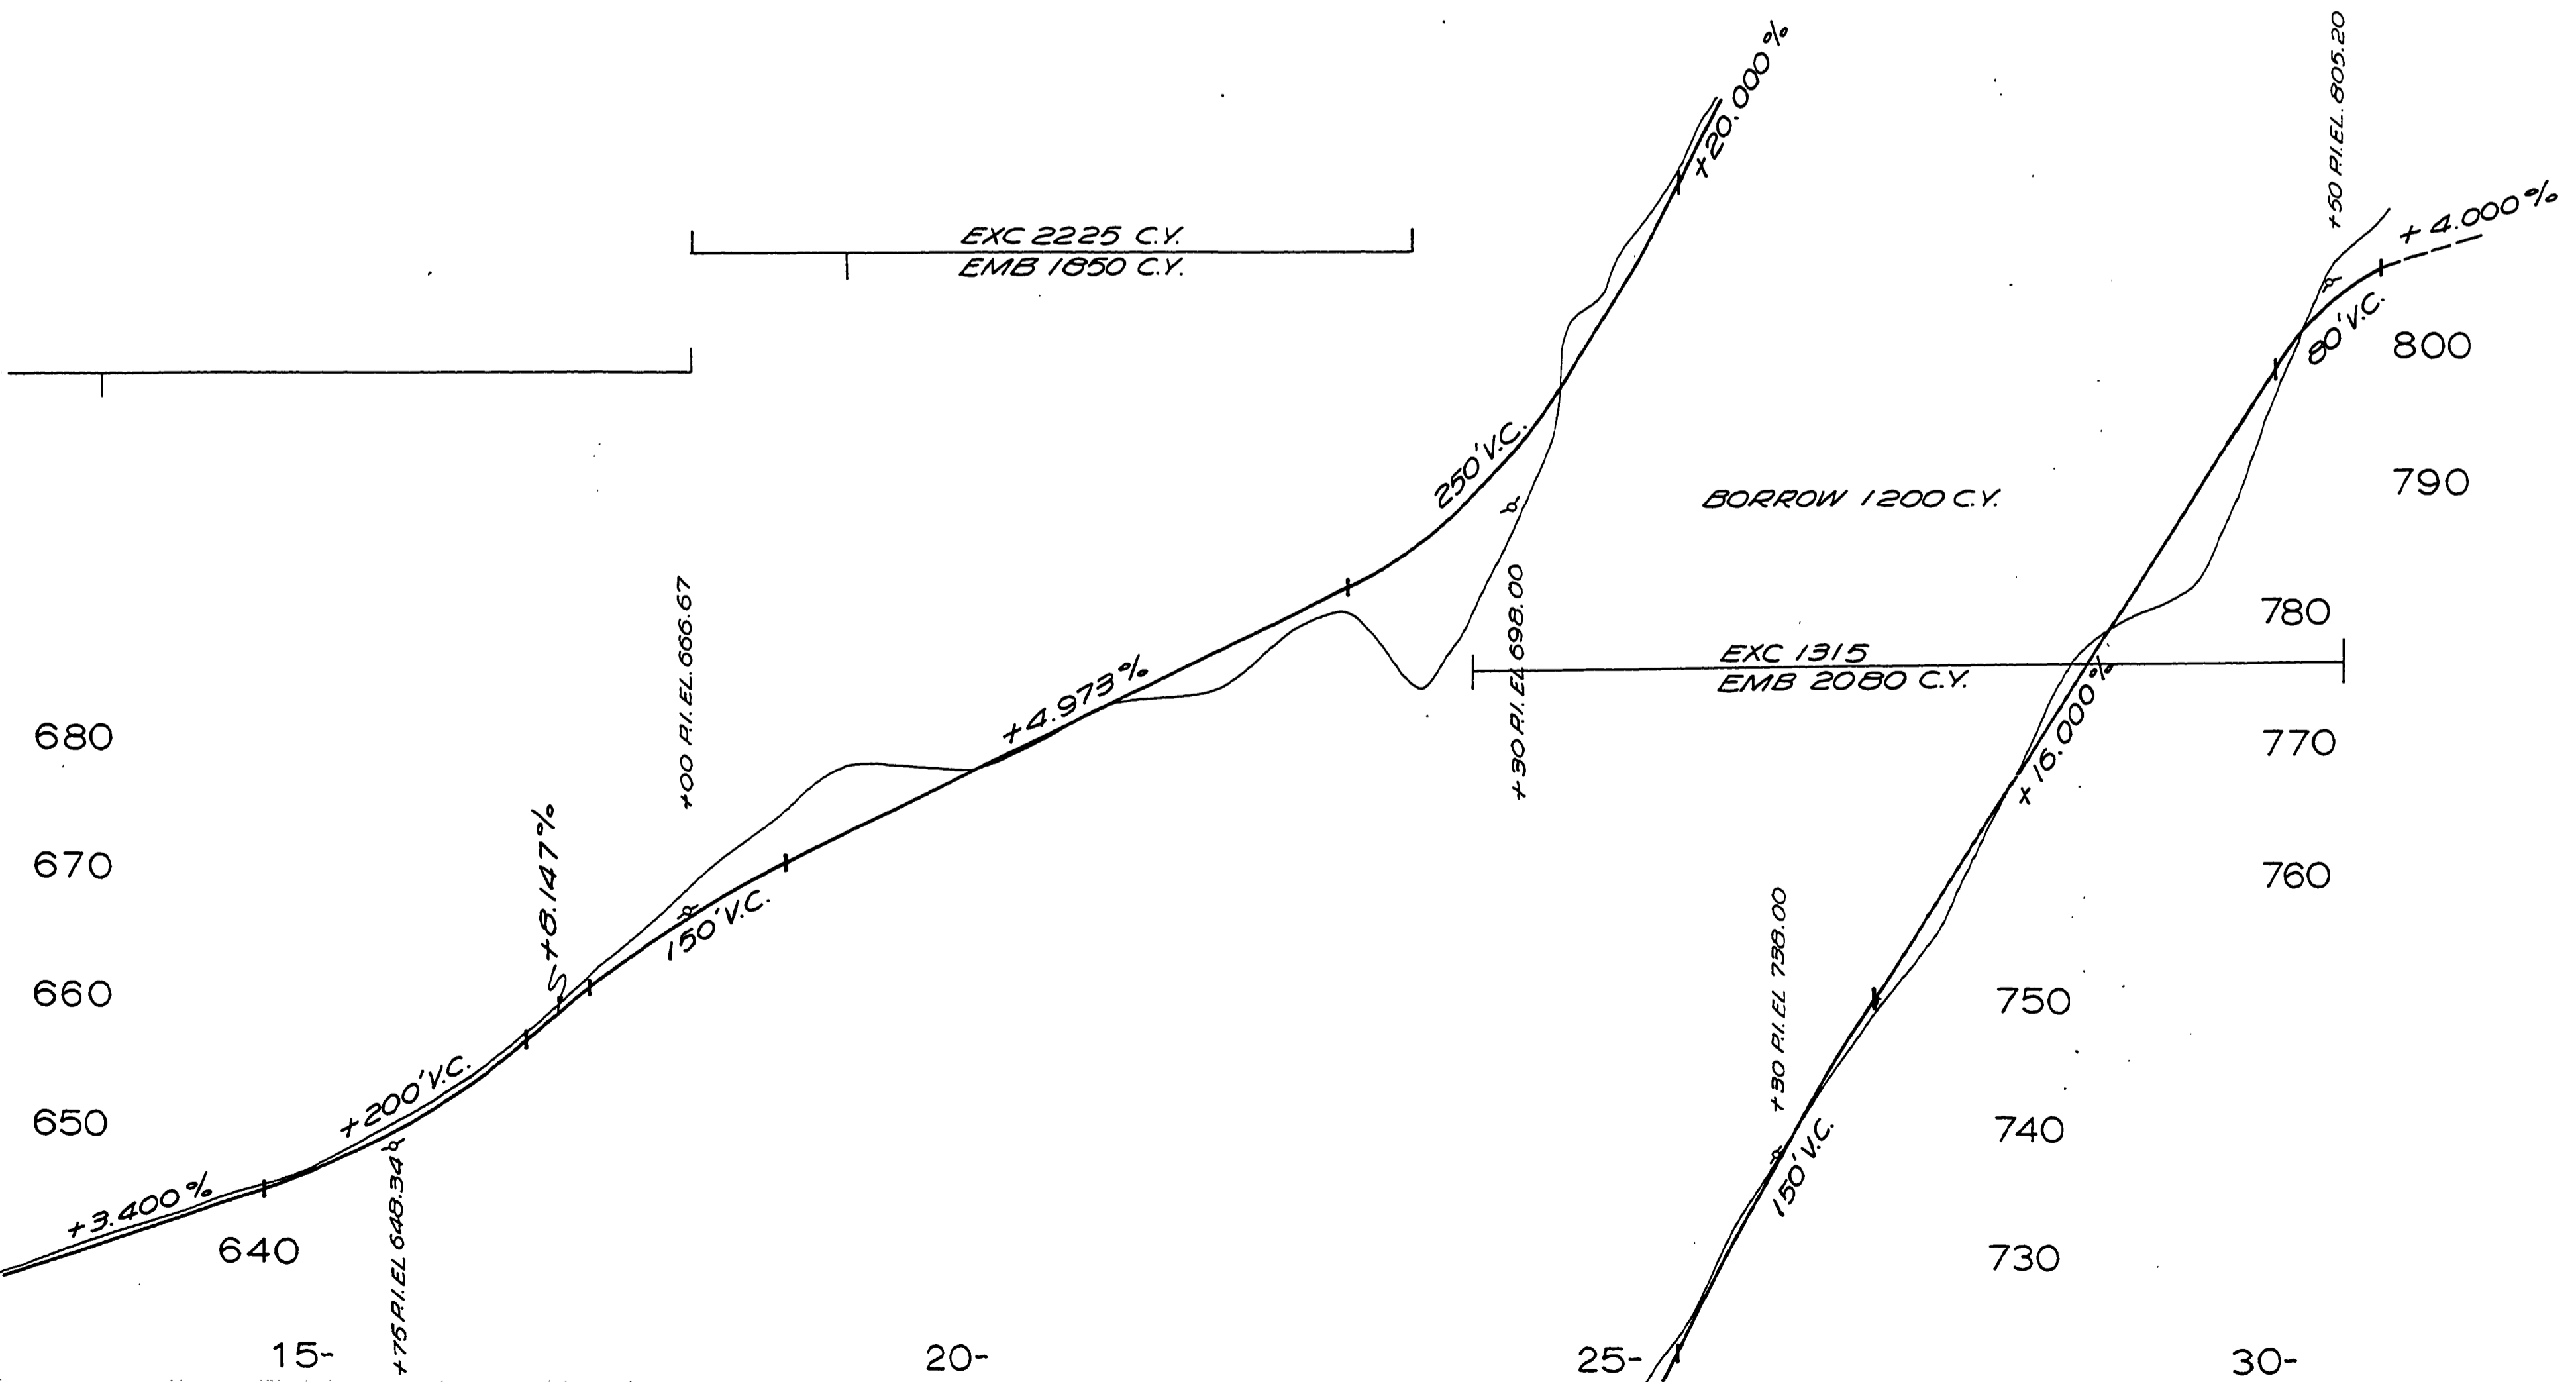 +20.000%
+50 P.I.EL. 805.20
+ 4.000%
EXC 2225 C.Y.
EMB 1850 C.Y.
80' V.C.
800
250' V.C.
790
BORROW 1200 C.Y.
+00 P.I.EL. 666.67
+30 P.I.EL. 698.00
780
EXC 1315
EMB 2080 C.Y.
+4.973%
+16.000%
680
770
+8.147%
670
760
150' V.C.
+30 P.I.EL 738.00
660
750
+200' V.C.
650
740
150' V.C.
+3.400%
+75 P.I.EL 648.34
640
730
15-
20-
25-
30-